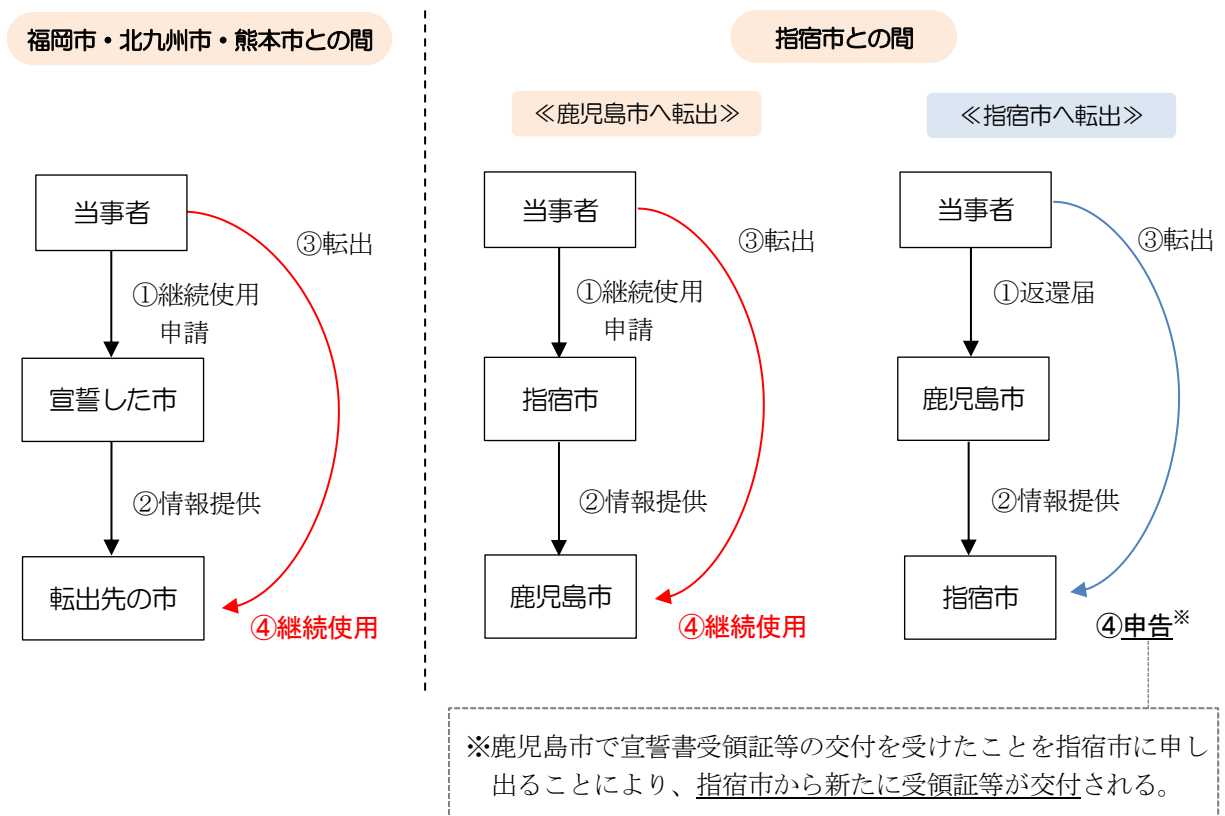 福岡市・北九州市・熊本市との間
当事者
③転出
①継続使用
申請
宣誓した市
②情報提供
転出先の市
④継続使用
指宿市との間
≪鹿児島市へ転出≫
当事者
③転出
①継続使用
申請
指宿市
②情報提供
鹿児島市
④継続使用
≪指宿市へ転出≫
当事者
③転出
①返還届
鹿児島市
②情報提供
指宿市
④申告※
※鹿児島市で宣誓書受領証等の交付を受けたことを指宿市に申し
出ることにより、指宿市から新たに受領証等が交付される。